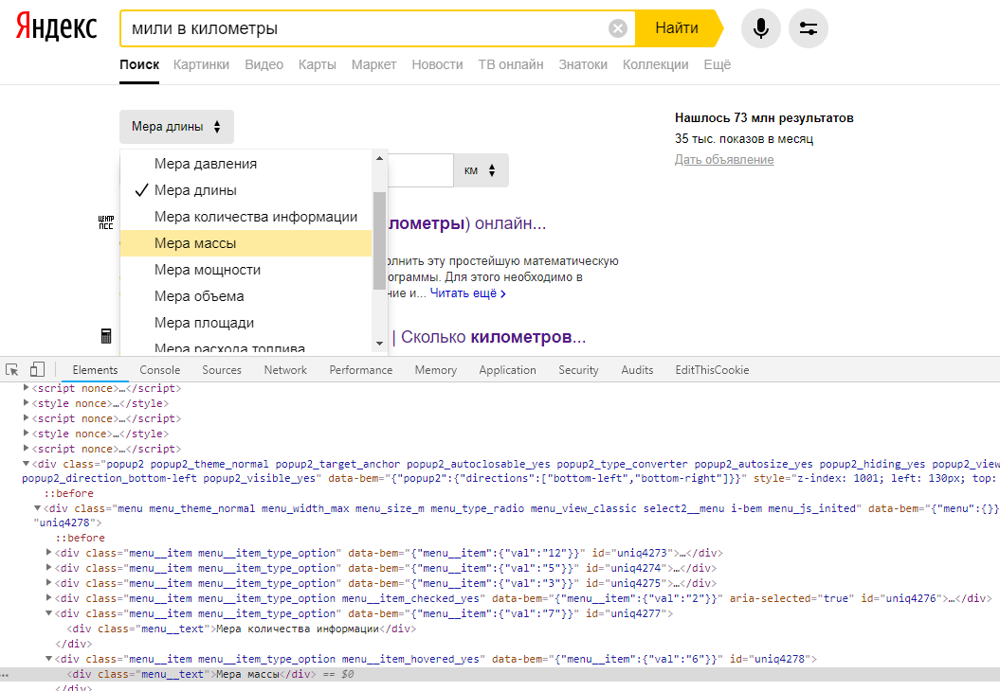 Яндекс
мили в километры
Найти
Поиск Картинки Видео Карты Маркет Новости ТВ онлайн Знатоки Коллекции Ещё
Мера длины
Нашлось 73 млн результатов
35 тыс. показов в месяц
Дать объявление
Мера давления
Мера длины
Мера количества информации
Мера массы
Мера мощности
Мера объема
Мера площади
Мера расхода топлива
км
ЦЕНТР
ПСС
лометры) онлайн...
олнить эту простейшую математическую
ограммы. Для этого необходимо в
ние и... Читать ещё >
| Сколько километров...
Elements Console Sources Network Performance Memory Application Security Audits EditThisCookie
<script nonce>…</script>
<style nonce>…</style>
<script nonce>…</script>
<style nonce>…</style>
<script nonce>…</script>
<div class="popup2 popup2_theme_normal popup2_target_anchor popup2_autoclosable_yes popup2_type_converter popup2_autosize_yes popup2_hiding_yes popup2_view
popup2_direction_bottom-left popup2_visible_yes" data-bem="{"popup2":{"directions":["bottom-left","bottom-right"]}}" style="z-index: 1001; left: 130px; top:
::before
<div class="menu menu_theme_normal menu_width_max menu_size_m menu_type_radio menu_view_classic select2__menu i-bem menu_js_inited" data-bem="{"menu":{}}
"uniq4278">
::before
<div class="menu__item menu__item_type_option" data-bem="{"menu__item":{"val":"12"}}" id="uniq4273">…</div>
<div class="menu__item menu__item_type_option" data-bem="{"menu__item":{"val":"5"}}" id="uniq4274">…</div>
<div class="menu__item menu__item_type_option" data-bem="{"menu__item":{"val":"3"}}" id="uniq4275">…</div>
<div class="menu__item menu__item_type_option menu__item_checked_yes" data-bem="{"menu__item":{"val":"2"}}" aria-selected="true" id="uniq4276">…</div>
<div class="menu__item menu__item_type_option" data-bem="{"menu__item":{"val":"7"}}" id="uniq4277">
<div class="menu__text">Мера количества информации</div>
</div>
<div class="menu__item menu__item_type_option menu__item_hovered_yes" data-bem="{"menu__item":{"val":"6"}}" id="uniq4278">
<div class="menu__text">Мера массы</div> == $0
</div>